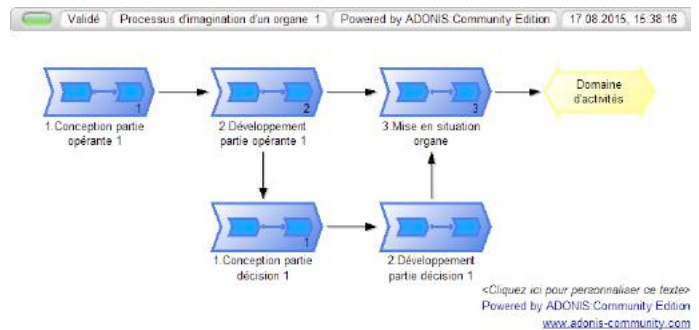 Validé Processus d'imagination d'un organe 1 Powered by ADONIS:Community Edition 17.08.2015, 15:38:16
1 2 3 Domaine
d'activités
1.Conception partie
opérante 1
2.Développement
partie opérante 1
3.Mise en situation
organe
1 2
1.Conception partie
décision 1
2.Développement
partie décision 1
<Cliquez ici pour personnaliser ce texte>
Powered by ADONIS:Community Edition
www.adonis-community.com